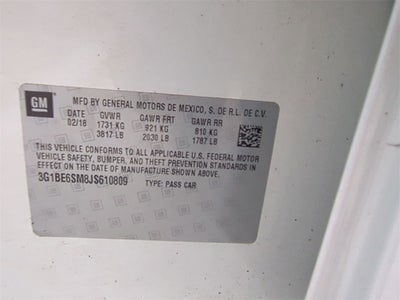 GM
MFD BY GENERAL MOTORS DE MEXICO, S. DE R.L. DE C.V.
DATE GVWR GAWR FRT GAWR RR
02/18 1731 KG 921 KG 810 KG
3817 LB 2030 LB 1787 LB
THIS VEHICLE CONFORMS TO ALL APPLICABLE U.S. FEDERAL MOTOR
VEHICLE SAFETY, BUMPER, AND THEFT PREVENTION STANDARDS IN
EFFECT ON THE DATE OF MANUFACTURE SHOWN ABOVE.
3G1BE6SM8JS610809 TYPE: PASS CAR